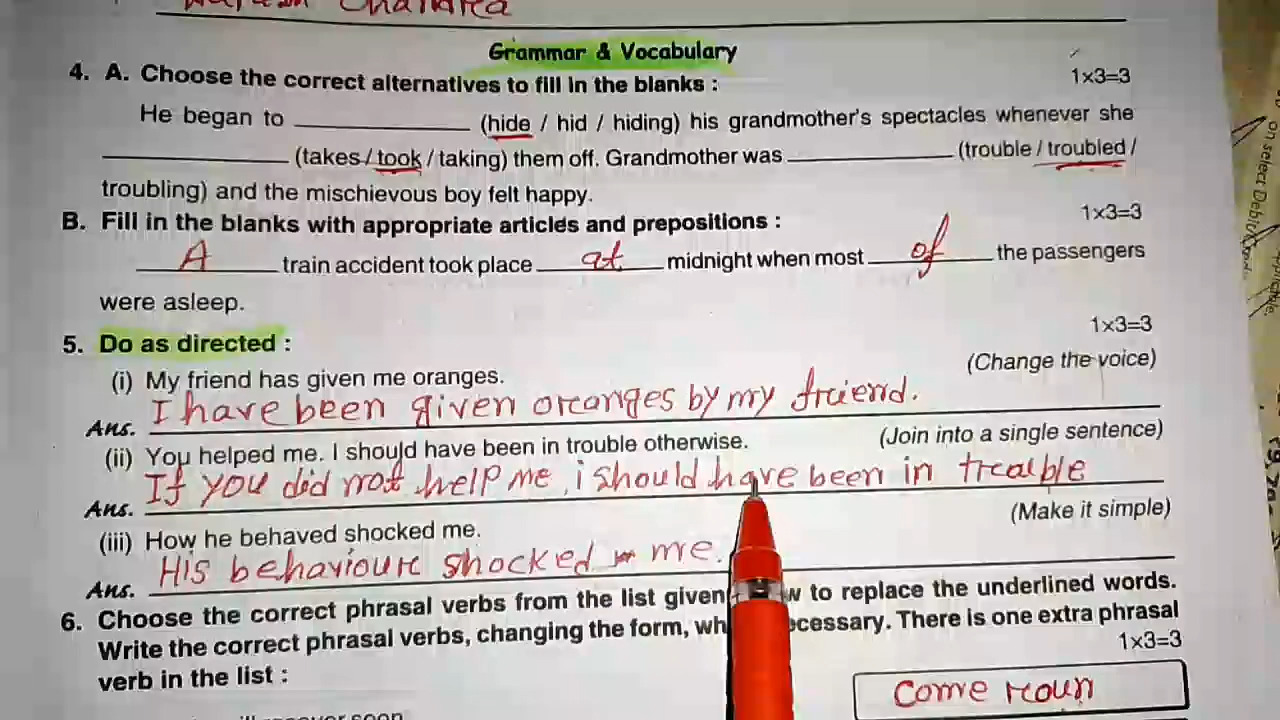 Grammar & Vocabulary
4. A. Choose the correct alternatives to fill in the blanks : 1×3=3
He began to ____________ (hide / hid / hiding) his grandmother's spectacles whenever she
____________ (takes / took / taking) them off. Grandmother was ____________ (trouble / troubled /
troubling) and the mischievous boy felt happy.
B. Fill in the blanks with appropriate articles and prepositions : 1×3=3
A train accident took place at midnight when most of the passengers
were asleep.
5. Do as directed : 1×3=3
(i) My friend has given me oranges. (Change the voice)
Ans. I have been given oranges by my friend.
(ii) You helped me. I should have been in trouble otherwise. (Join into a single sentence)
Ans. If you did not help me, i should have been in trouble
(iii) How he behaved shocked me. (Make it simple)
Ans. His behaviour shocked me.
6. Choose the correct phrasal verbs from the list given to replace the underlined words.
Write the correct phrasal verbs, changing the form, There is one extra phrasal
verb in the list : 1×3=3
Come roun